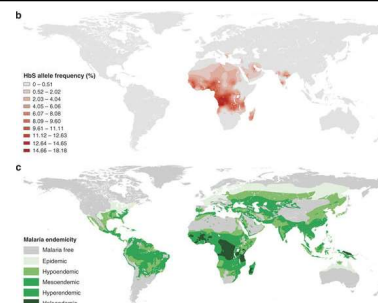 b
HbS allele frequency (%)
0 – 0.51
0.52 – 2.02
2.03 – 4.04
4.05 – 6.06
6.07 – 8.08
8.09 – 9.60
9.61 – 11.11
11.12 – 12.63
12.64 – 14.65
14.66 – 18.18
c
Malaria endemicity
Malaria free
Epidemic
Hypoendemic
Mesoendemic
Hyperendemic